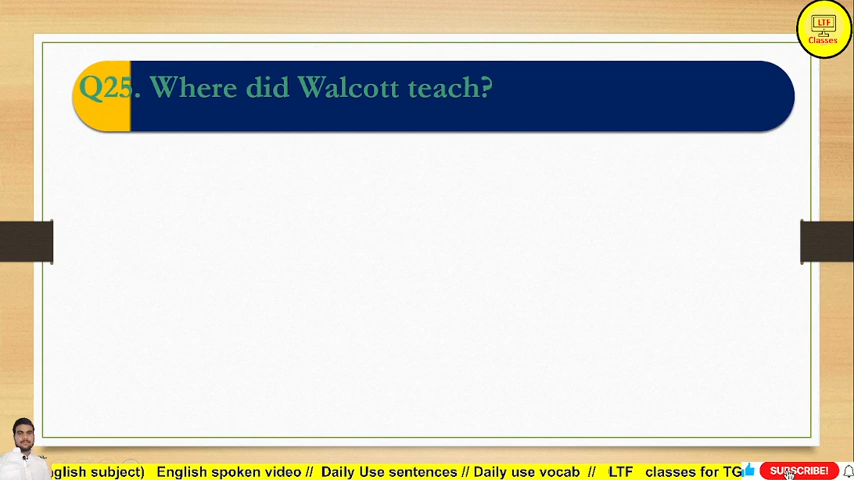 LTF
Classes
Q25. Where did Walcott teach?
glish subject) English spoken video // Daily Use sentences // Daily use vocab // LTF classes for TG
SUBSCRIBE!